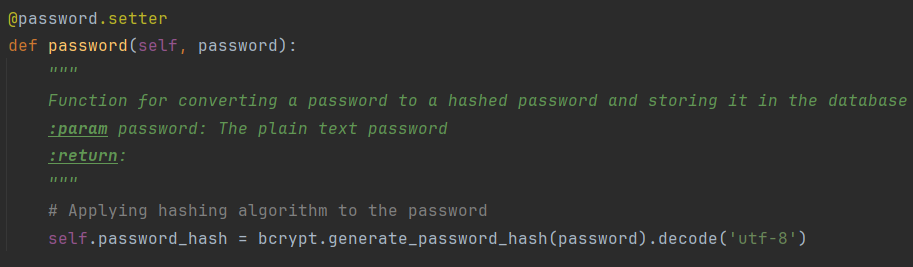 @password.setter
def password(self, password):
    """
    Function for converting a password to a hashed password and storing it in the database
    :param password: The plain text password
    :return:
    """
    # Applying hashing algorithm to the password
    self.password_hash = bcrypt.generate_password_hash(password).decode('utf-8')